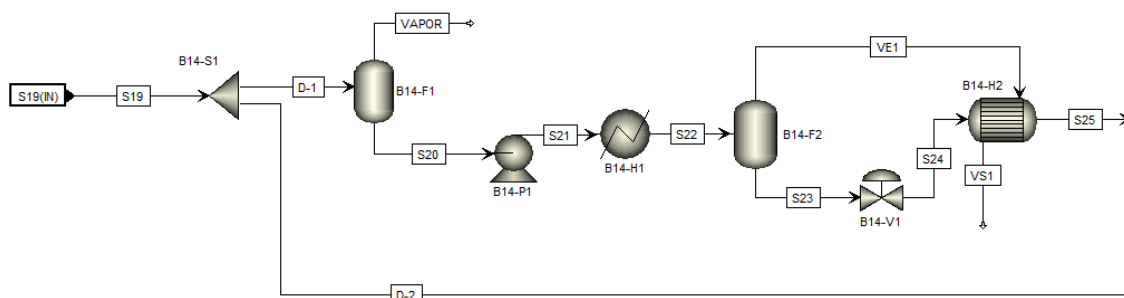 VAPOR
VE1
B14-S1
D-1
B14-F1
B14-H2
S19(IN)
S19
S21
S22
B14-F2
S25
S20
B14-H1
S24
VS1
B14-P1
S23
B14-V1
D-2